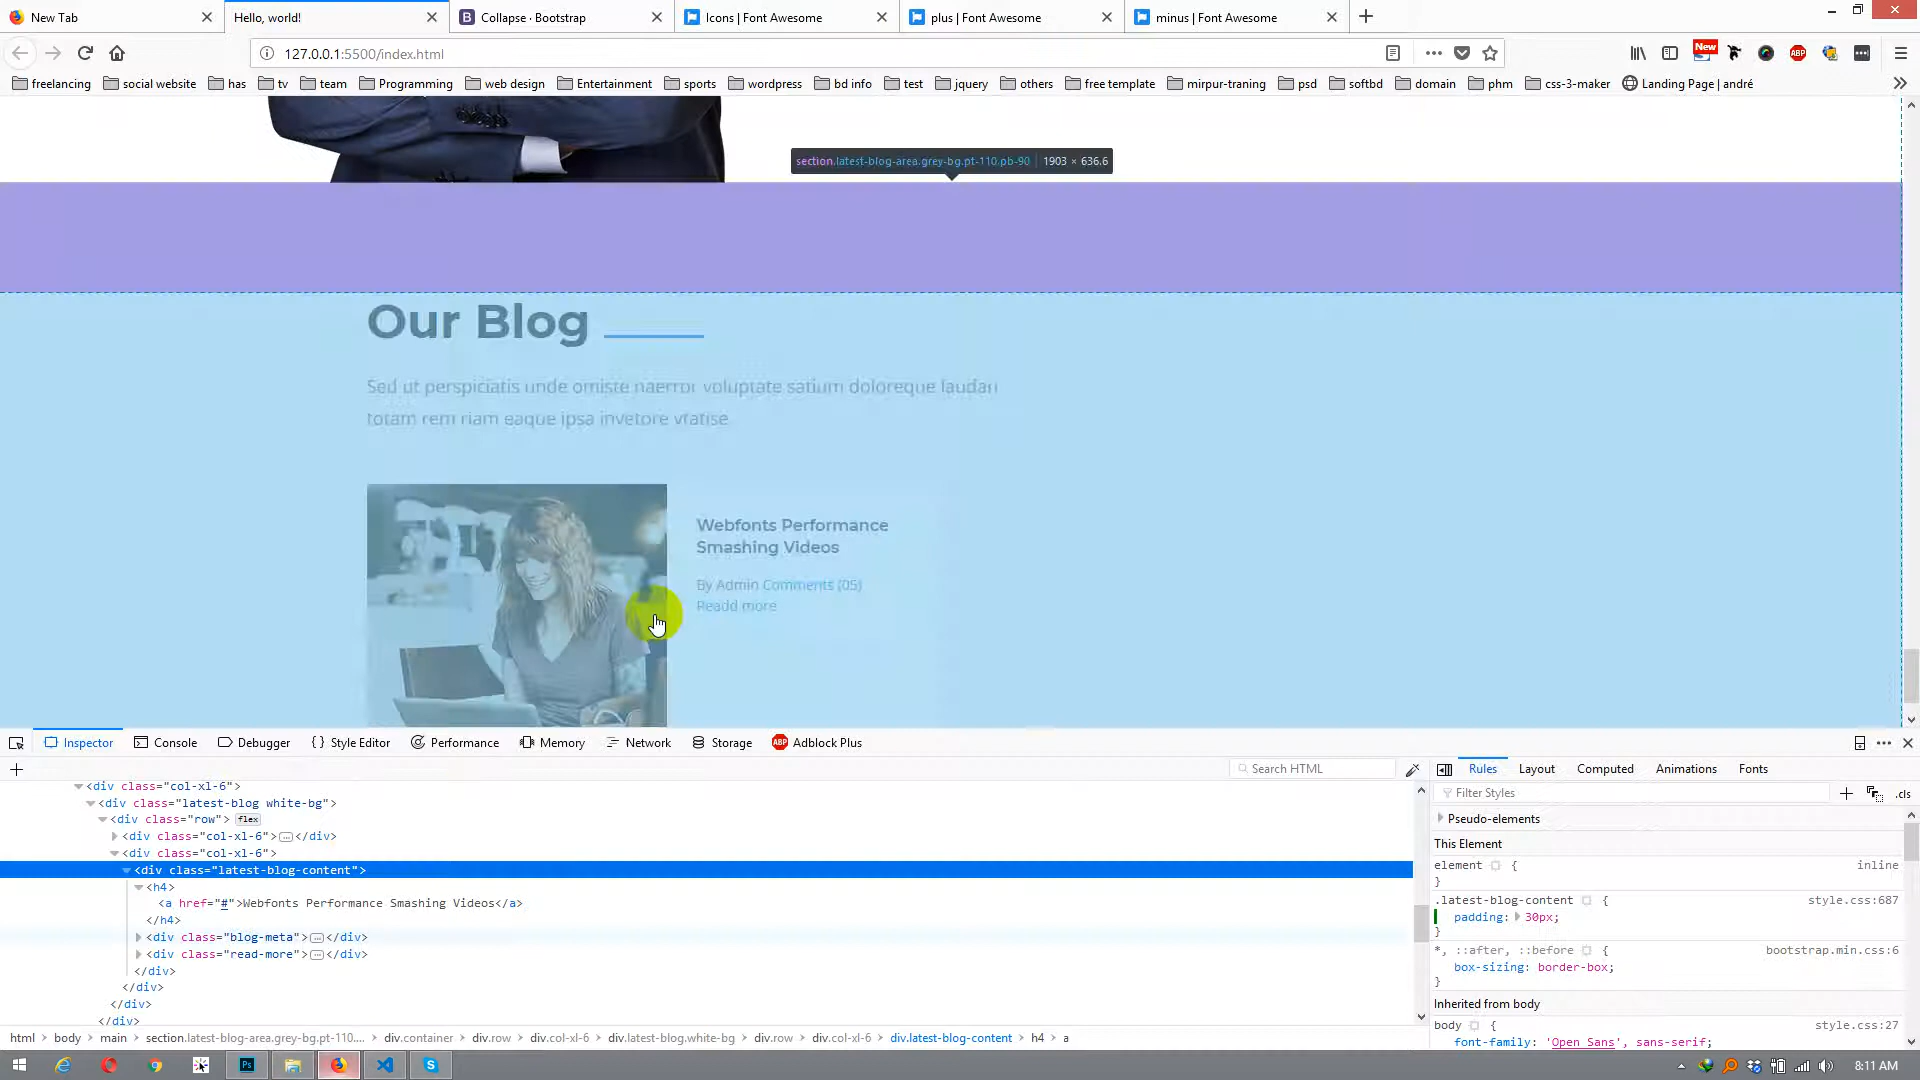 New Tab
Hello, world!
Collapse · Bootstrap
Icons | Font Awesome
plus | Font Awesome
minus | Font Awesome
127.0.0.1:5500/index.html
New
ABP
freelancing
social website
has
tv
team
Programming
web design
Entertainment
sports
wordpress
bd info
test
jquery
others
free template
mirpur-traning
psd
softbd
domain
phm
css-3-maker
Landing Page | andré
section.latest-blog-area.grey-bg.pt-110.pb-90 | 1903 × 636.6
Our Blog
Sed ut perspiciatis unde omiste naerror voluptate satium doloreque laudan
totam rem riam eaque ipsa invetore vratise.
Webfonts Performance
Smashing Videos
By Admin Comments (05)
Readd more
Inspector
Console
Debugger
Style Editor
Performance
Memory
Network
Storage
Adblock Plus
Search HTML
<div class="col-xl-6">
<div class="latest-blog white-bg">
<div class="row"> flex
<div class="col-xl-6">…</div>
<div class="col-xl-6">
<div class="latest-blog-content">
<h4>
<a href="#">Webfonts Performance Smashing Videos</a>
</h4>
<div class="blog-meta">…</div>
<div class="read-more">…</div>
</div>
</div>
</div>
</div>
html > body > main > section.latest-blog-area.grey-bg.pt-110.... > div.container > div.row > div.col-xl-6 > div.latest-blog.white-bg > div.row > div.col-xl-6 > div.latest-blog-content > h4 > a
Rules
Layout
Computed
Animations
Fonts
Filter Styles
.cls
Pseudo-elements
This Element
element {
inline
}
.latest-blog-content {
style.css:687
padding: 30px;
}
*, ::after, ::before {
bootstrap.min.css:6
box-sizing: border-box;
}
Inherited from body
body {
style.css:27
font-family: 'Open Sans', sans-serif;
8:11 AM